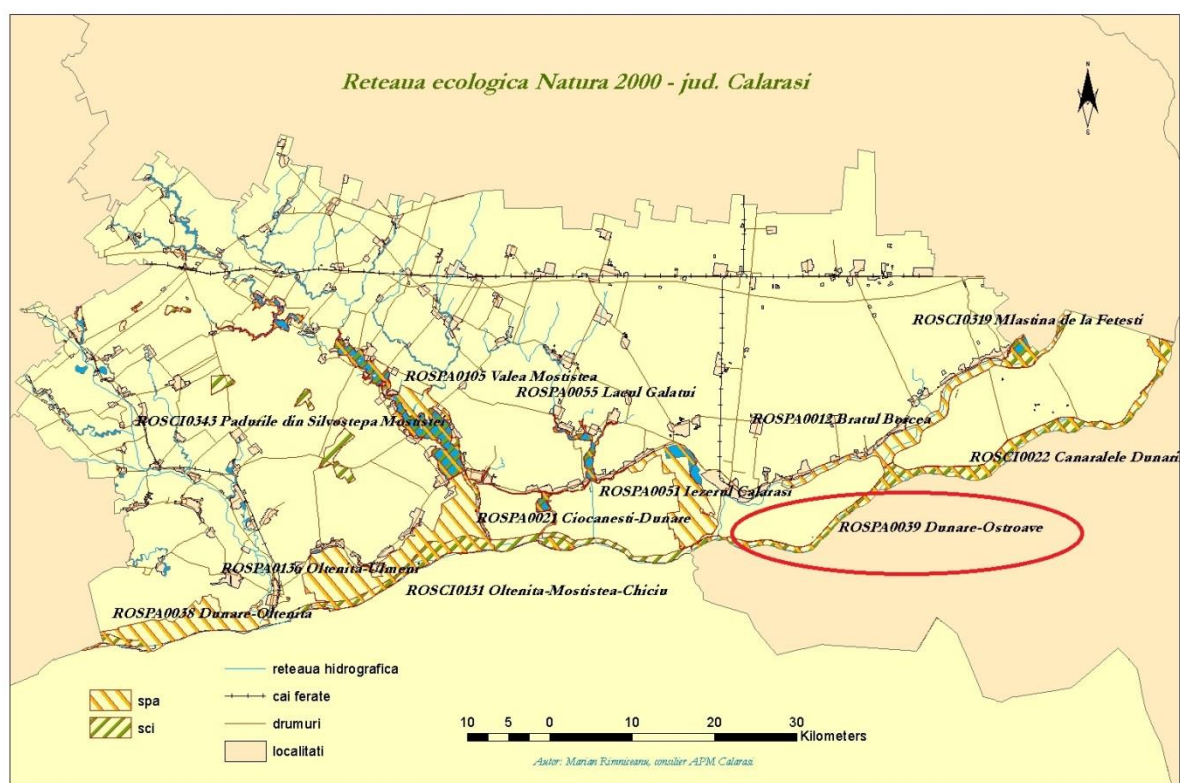 Reteaua ecologica Natura 2000 - jud. Calarasi
N
S
ROSCI0319 Mlastina de la Fetesti
ROSPA0105 Valea Mostistea
ROSPA0055 Lacul Galatui
ROSPA0012 Bratul Borcea
ROSCI0343 Padurile din Silvostepa Mostistei
ROSCI0022 Canaralele Dunarii
ROSPA0051 Iezerul Calarasi
ROSPA0021 Ciocanesti-Dunare
ROSPA0039 Dunare-Ostroave
ROSPA0136 Oltenita-Ulmeni
ROSCI0131 Oltenita-Mostistea-Chiciu
ROSPA0038 Dunare-Oltenita
spa
sci
reteaua hidrografica
cai ferate
drumuri
localitati
10 5 0 10 20 30
Kilometers
Autor: Marian Rimniceanu, consilier APM Calarasi